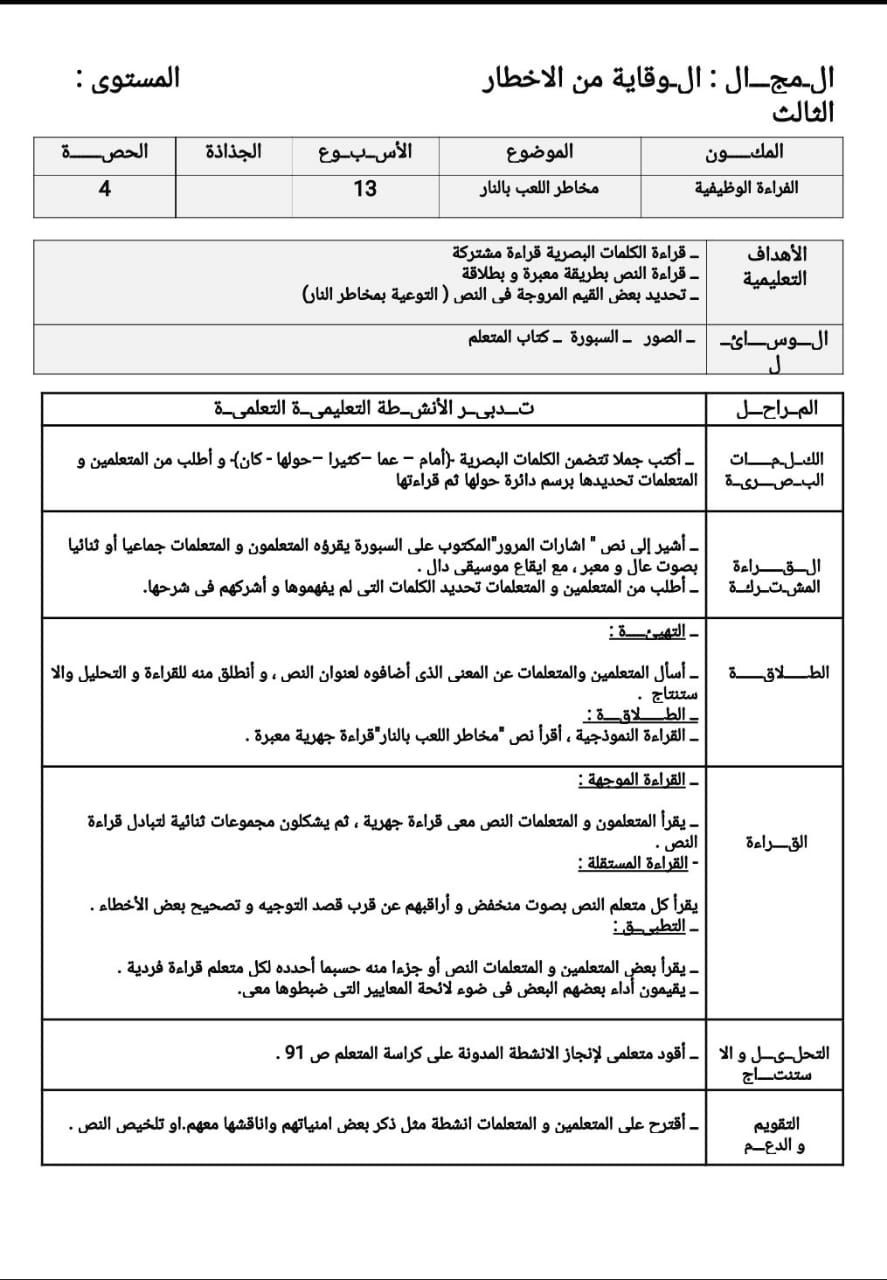 المجال : الوقاية من الاخطار المستوى :
الثالث
المكون الموضوع الأسبوع الجذاذة الحصة
القراءة الوظيفية مخاطر اللعب بالنار 13 4
الأهداف
التعليمية
ـ قراءة الكلمات البصرية قراءة مشتركة
ـ قراءة النص بطريقة معبرة و بطلاقة
ـ تحديد بعض القيم المروجة في النص ( التوعية بمخاطر النار)
الوسائـ
ل
ـ الصور ـ السبورة ـ كتاب المتعلم
المراحل تدبير الأنشطة التعليمية التعلمية
الكلمات
البصرية
ـ أكتب جملا تتضمن الكلمات البصرية -(أمام – عما –كثيرا –حولها - كان)- و أطلب من المتعلمين و
المتعلمات تحديدها برسم دائرة حولها ثم قراءتها
القراءة
المشتركة
ـ أشير إلى نص " اشارات المرور"المكتوب على السبورة يقرؤه المتعلمون و المتعلمات جماعيا أو ثنائيا
بصوت عال و معبر ، مع ايقاع موسيقي دال .
ـ أطلب من المتعلمين و المتعلمات تحديد الكلمات التي لم يفهموها و أشركهم في شرحها.
الطلاقة
ـ التهيئة :
ـ أسأل المتعلمين والمتعلمات عن المعنى الذي أضافوه لعنوان النص ، و أنطلق منه للقراءة و التحليل والا
ستنتاج .
ـ الطلاقة :
ـ القراءة النموذجية ، أقرأ نص "مخاطر اللعب بالنار"قراءة جهرية معبرة .
القراءة
ـ القراءة الموجهة :
ـ يقرأ المتعلمون و المتعلمات النص معي قراءة جهرية ، ثم يشكلون مجموعات ثنائية لتبادل قراءة
النص .
- القراءة المستقلة :
يقرأ كل متعلم النص بصوت منخفض و أراقبهم عن قرب قصد التوجيه و تصحيح بعض الأخطاء .
ـ التطبيق :
ـ يقرأ بعض المتعلمين و المتعلمات النص أو جزءا منه حسبما أحدده لكل متعلم قراءة فردية .
ـ يقيمون أداء بعضهم البعض في ضوء لائحة المعايير التي ضبطوها معي.
التحليل و الا
ستنتاج
ـ أقود متعلمي لإنجاز الانشطة المدونة على كراسة المتعلم ص 91 .
التقويم
و الدعم
ـ أقترح على المتعلمين و المتعلمات انشطة مثل ذكر بعض امنياتهم واناقشها معهم.او تلخيص النص .